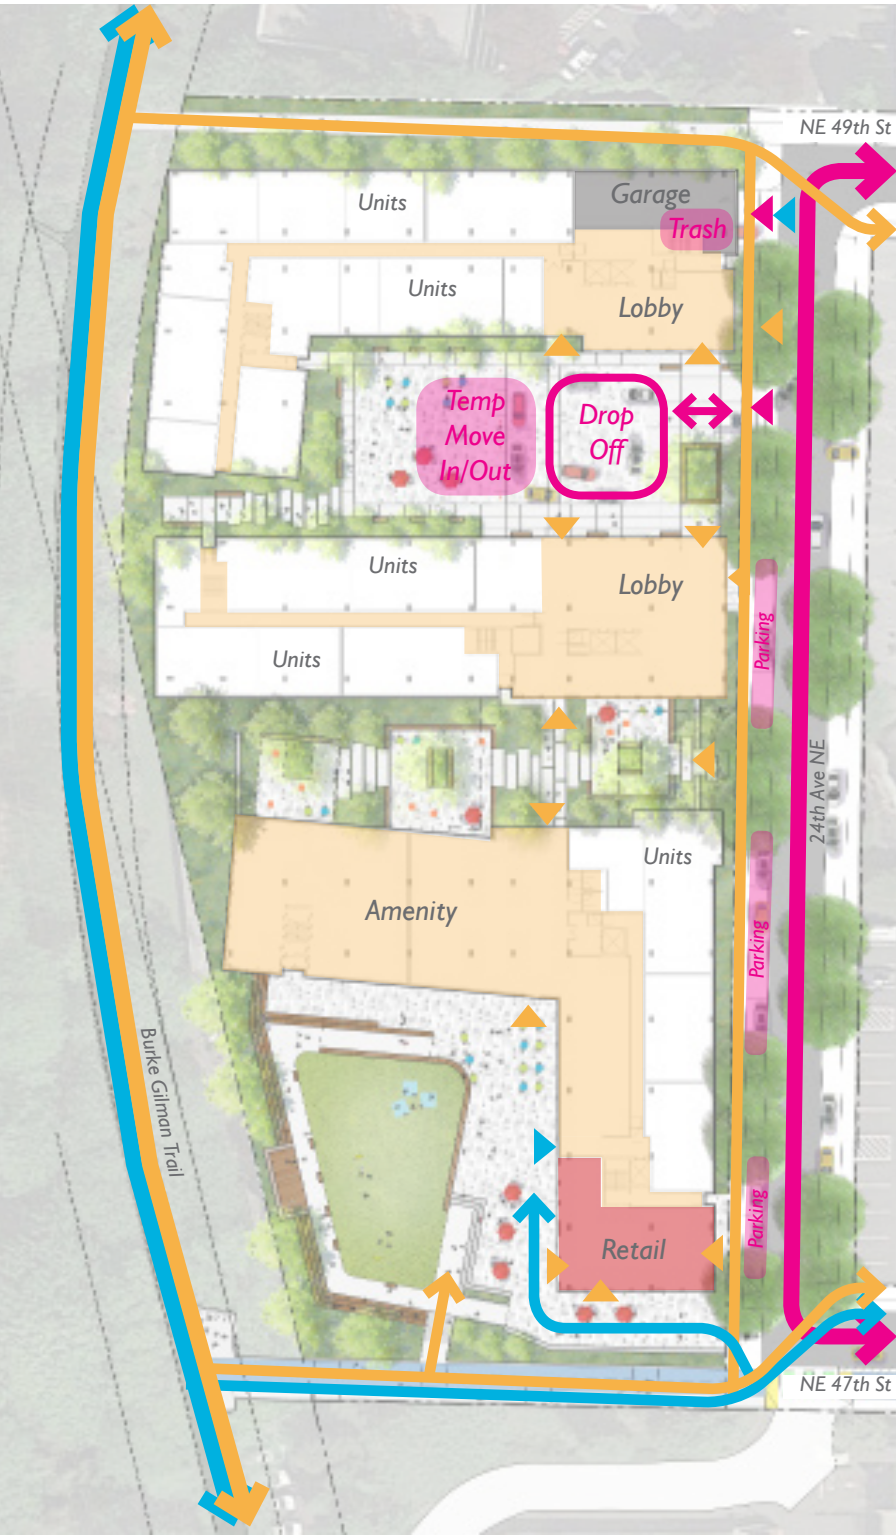 NE 49th St
Units
Garage
Trash
Units
Lobby
Temp
Move
In/Out
Drop
Off
Units
Lobby
Parking
Units
24th Ave NE
Units
Amenity
Parking
Burke Gilman Trail
Parking
Retail
NE 47th St